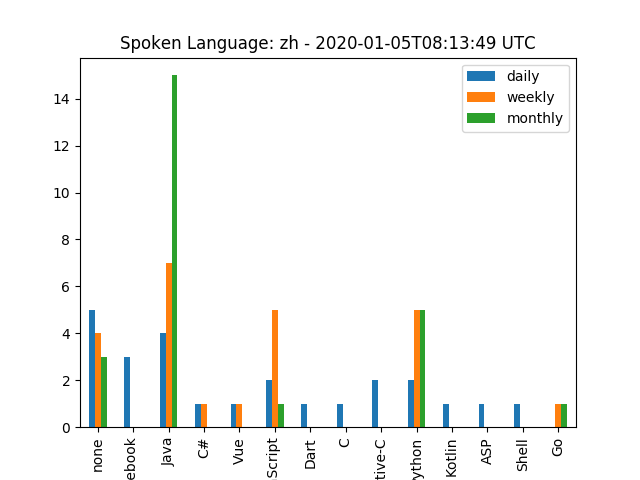 Spoken Language: zh - 2020-01-05T08:13:49 UTC
daily
weekly
monthly
14
12
10
8
6
4
2
0
none
ebook
Java
C#
Vue
Script
Dart
C
tive-C
ython
Kotlin
ASP
Shell
Go